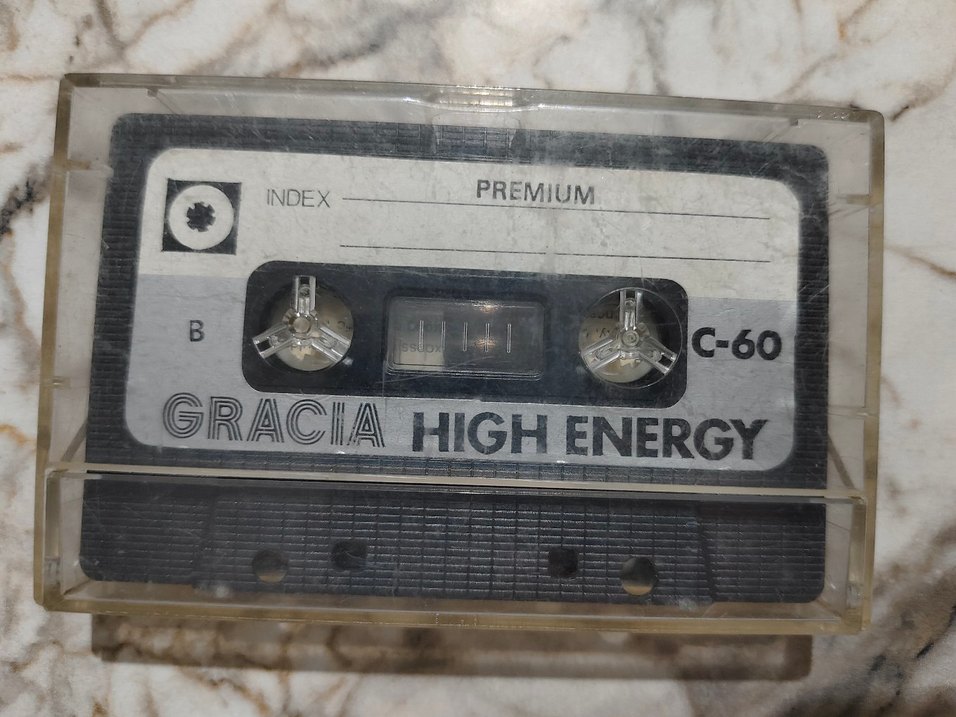 INDEX PREMIUM
B
C-60
GRACIA HIGH ENERGY